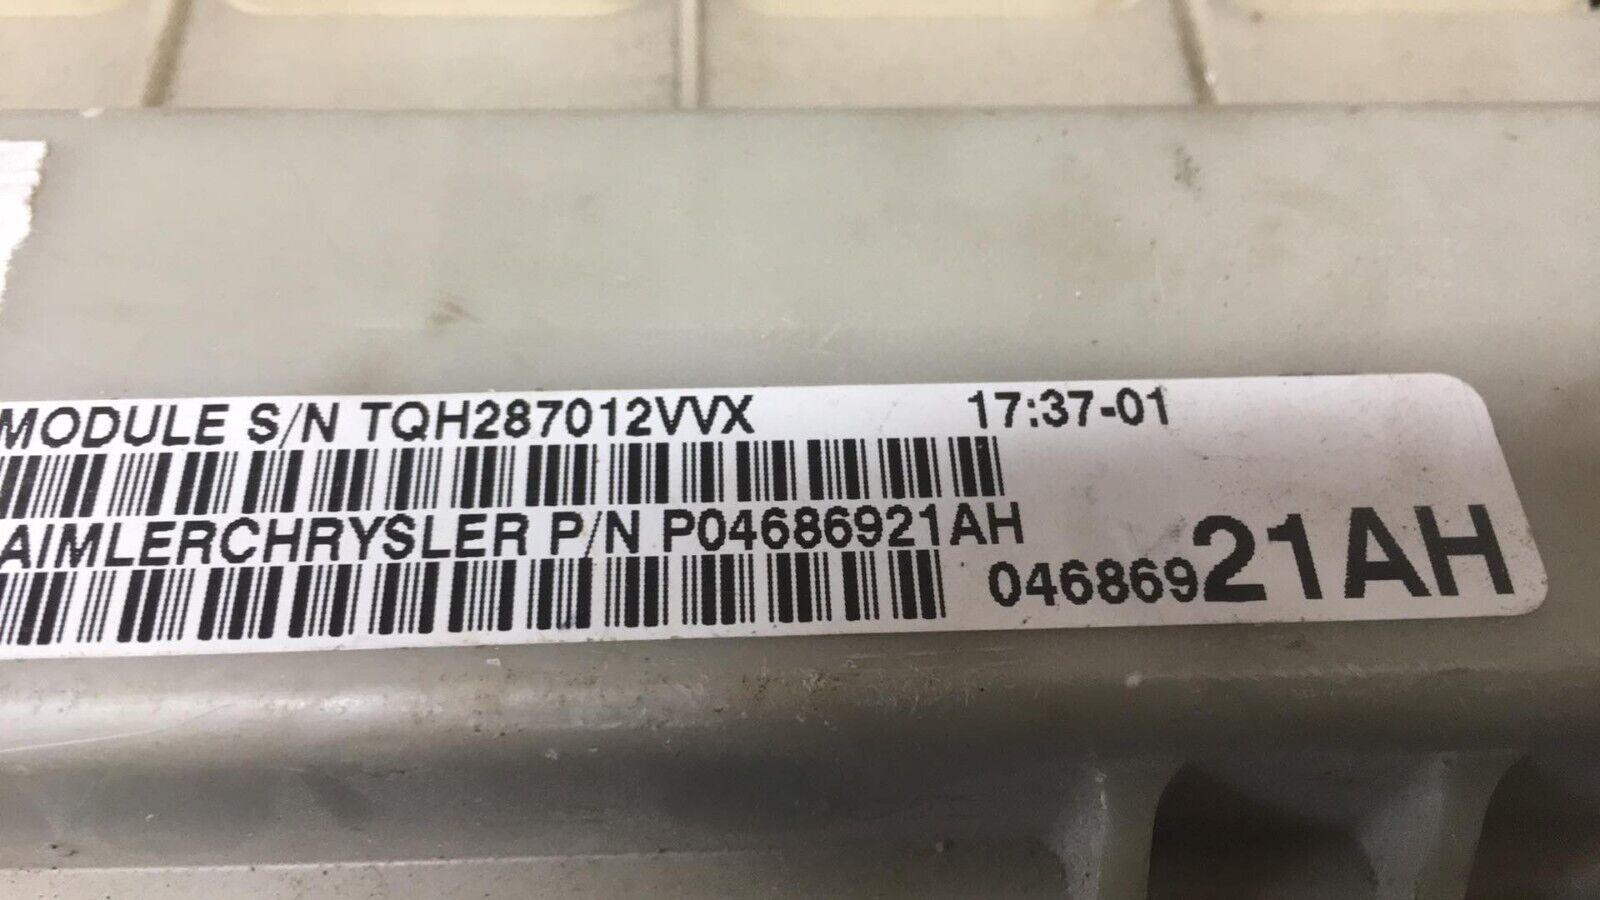 MODULE S/N TQH287012VVX 17:37-01
AIMLERCHRYSLER P/N P04686921AH
04686921AH